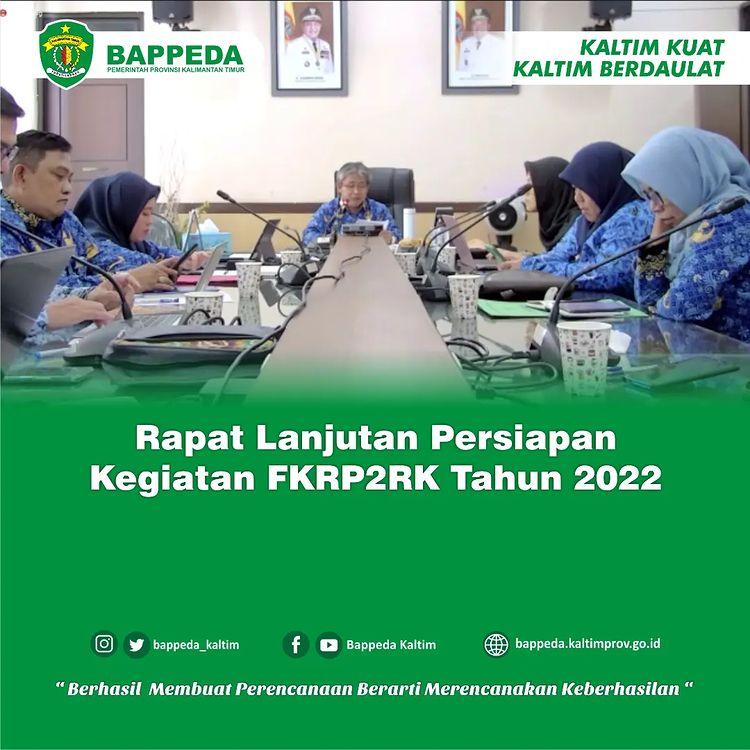 BAPPEDA
PEMERINTAH PROVINSI KALIMANTAN TIMUR
KALTIM KUAT
KALTIM BERDAULAT
Rapat Lanjutan Persiapan
Kegiatan FKRP2RK Tahun 2022
bappeda_kaltim
Bappeda Kaltim
bappeda.kaltimprov.go.id
“ Berhasil Membuat Perencanaan Berarti Merencanakan Keberhasilan “